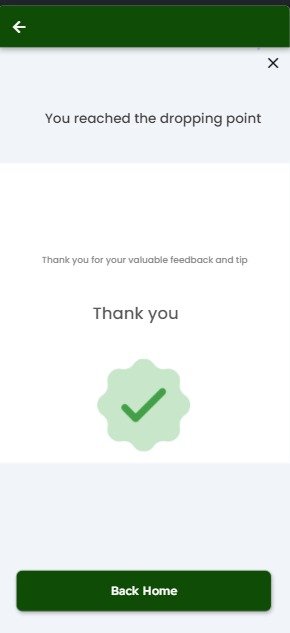 You reached the dropping point
Thank you for your valuable feedback and tip
Thank you
Back Home